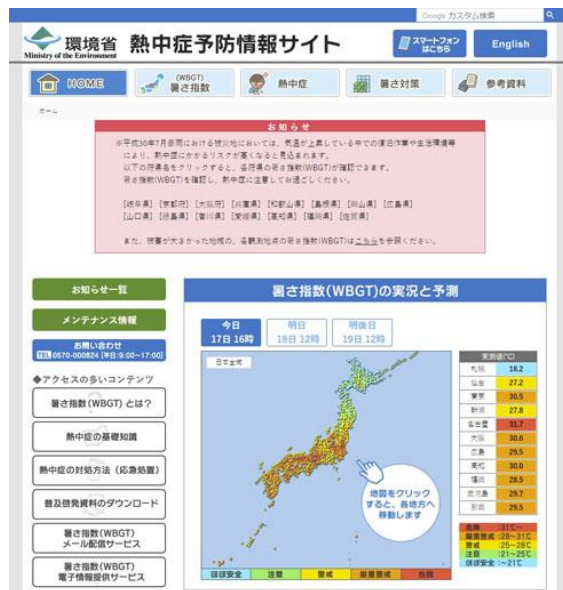 Google カスタム検索
環境省
Ministry of the Environment
熱中症予防情報サイト
スマートフォン
はこちら
English
HOME
(WBGT)
暑さ指数
熱中症
暑さ対策
参考資料
ホーム
お知らせ
※平成30年7月豪雨における被災地においては、気温が上昇している中での復旧作業や生活環境等
により、熱中症にかかるリスクが高くなると見込まれます。
以下の府県名をクリックすると、各府県の暑さ指数(WBGT)が確認できます。
暑さ指数(WBGT)を確認し、熱中症に注意してお過ごしください。
[岐阜県] [京都府] [大阪府] [兵庫県] [和歌山県] [島根県] [岡山県] [広島県]
[山口県] [徳島県] [香川県] [愛媛県] [高知県] [福岡県] [佐賀県]
また、被害が大きかった地域の、各観測地点の暑さ指数(WBGT)はこちらを参照ください。
お知らせ一覧
メンテナンス情報
お問い合わせ
TEL 0570-000824 [平日:9:00~17:00]
◆アクセスの多いコンテンツ
暑さ指数(WBGT) とは?
熱中症の基礎知識
熱中症の対処方法（応急処置）
普及啓発資料のダウンロード
暑さ指数(WBGT)
メール配信サービス
暑さ指数(WBGT)
電子情報提供サービス
暑さ指数(WBGT)の実況と予測
今日
17日 16時
明日
18日 12時
明後日
19日 12時
日本全域
地図をクリック
すると、各地方へ
移動します
ほぼ安全 注意 警戒 厳重警戒 危険
実測値(℃)
札幌 18.2
仙台 27.2
東京 30.5
新潟 27.8
名古屋 31.7
大阪 30.6
広島 29.5
高知 30.0
福岡 28.5
鹿児島 29.7
那覇 29.5
危険 :31℃~
厳重警戒 :28~31℃
警戒 :25~28℃
注意 :21~25℃
ほぼ安全 :~21℃